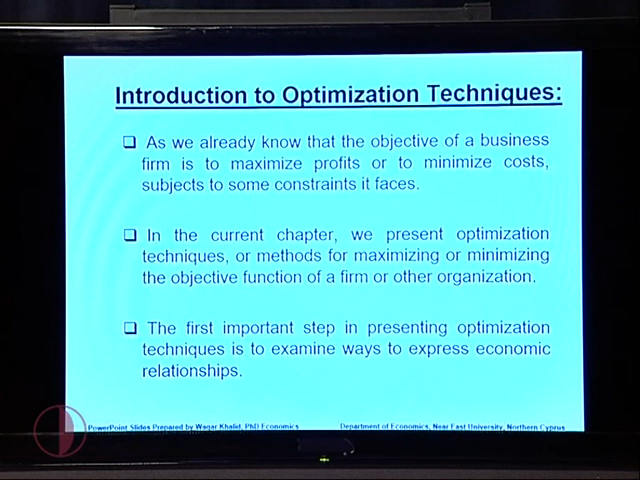 Introduction to Optimization Techniques:
❑ As we already know that the objective of a business
firm is to maximize profits or to minimize costs,
subjects to some constraints it faces.
❑ In the current chapter, we present optimization
techniques, or methods for maximizing or minimizing
the objective function of a firm or other organization.
❑ The first important step in presenting optimization
techniques is to examine ways to express economic
relationships.
PowerPoint Slides Prepared by Waqar Khalid, PhD Economics Department of Economics, Near East University, Northern Cyprus